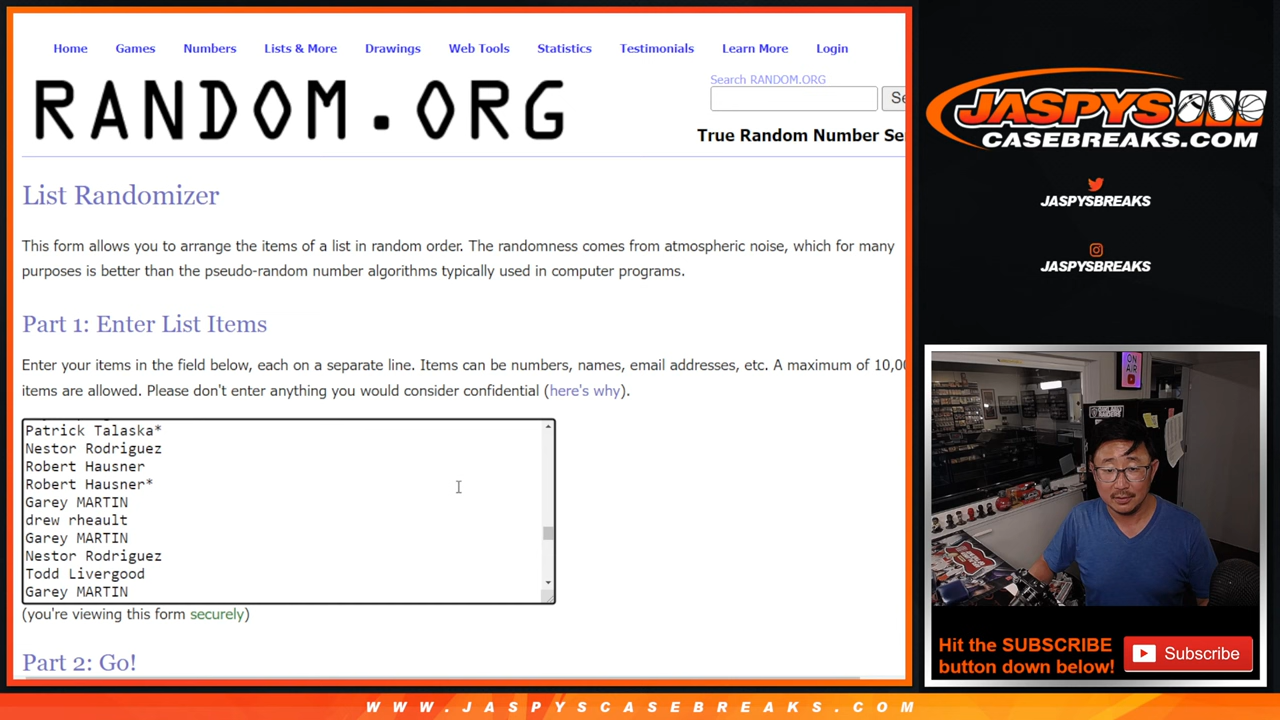 Home Games Numbers Lists & More Drawings Web Tools Statistics Testimonials Learn More Login
RANDOM.ORG
Search RANDOM.ORG
Se
True Random Number Se
List Randomizer
This form allows you to arrange the items of a list in random order. The randomness comes from atmospheric noise, which for many
purposes is better than the pseudo-random number algorithms typically used in computer programs.
Part 1: Enter List Items
Enter your items in the field below, each on a separate line. Items can be numbers, names, email addresses, etc. A maximum of 10,00
items are allowed. Please don't enter anything you would consider confidential (here's why).
Patrick Talaska*
Nestor Rodriguez
Robert Hausner
Robert Hausner*
Garey MARTIN
drew rheault
Garey MARTIN
Nestor Rodriguez
Todd Livergood
Garey MARTIN
(you're viewing this form securely)
Part 2: Go!
JASPYS
CASEBREAKS.COM
JASPYSBREAKS
JASPYSBREAKS
ON
AIR
Hit the SUBSCRIBE
button down below!
Subscribe
WWW.JASPYSCASEBREAKS.COM